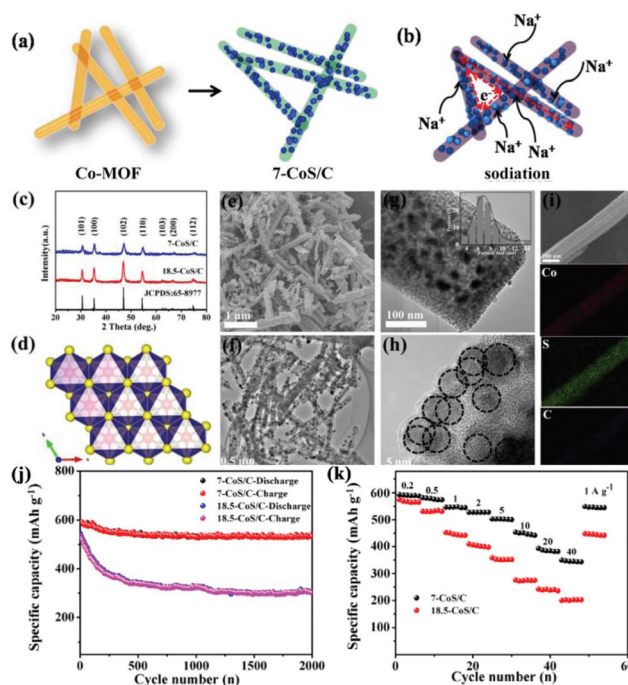 (a)
Co-MOF
7-CoS/C
(b)
Na⁺
Na⁺
Na⁺
Na⁺
Na⁺
Na⁺
e⁻
sodiation
(c)
Intensity(a.u.)
(101)
(100)
(102)
(110)
(103)
(200)
(112)
7-CoS/C
18.5-CoS/C
JCPDS:65-8977
20 30 40 50 60 70 80
2 Theta (deg.)
(d)
(e)
1 μm
(f)
0.5 μm
(g)
100 nm
(h)
5 nm
(i)
Co
S
C
(j)
Specific capacity (mAh g⁻¹)
800
600
400
200
7-CoS/C-Discharge
7-CoS/C-Charge
18.5-CoS/C-Discharge
18.5-CoS/C-Charge
0 500 1000 1500 2000
Cycle number (n)
(k)
Specific capacity (mAh g⁻¹)
600
500
400
300
200
100
0.2 0.5 1 2 5 10 20 40 1 A g⁻¹
7-CoS/C
18.5-CoS/C
0 20 40 60
Cycle number (n)